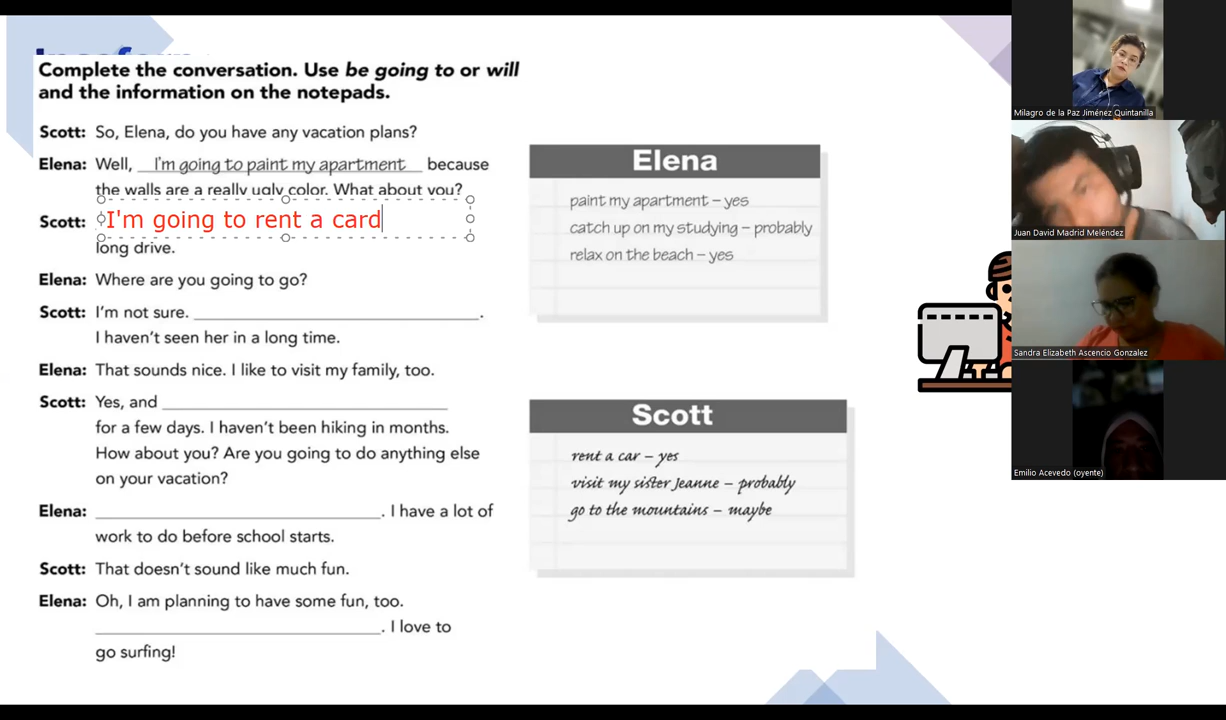 Complete the conversation. Use be going to or will
and the information on the notepads.
Scott: So, Elena, do you have any vacation plans?
Elena: Well, I'm going to paint my apartment because
the walls are a really ugly color. What about you?
Scott: I'm going to rent a card
long drive.
Elena: Where are you going to go?
Scott: I'm not sure. ____________________.
I haven't seen her in a long time.
Elena: That sounds nice. I like to visit my family, too.
Scott: Yes, and ____________________
for a few days. I haven't been hiking in months.
How about you? Are you going to do anything else
on your vacation?
Elena: ____________________. I have a lot of
work to do before school starts.
Scott: That doesn't sound like much fun.
Elena: Oh, I am planning to have some fun, too.
____________________. I love to
go surfing!
Elena
paint my apartment – yes
catch up on my studying – probably
relax on the beach – yes
Scott
rent a car – yes
visit my sister Jeanne – probably
go to the mountains – maybe
Milagro de la Paz Jiménez Quintanilla
Juan David Madrid Meléndez
Sandra Elizabeth Ascencio Gonzalez
Emilio Acevedo (oyente)